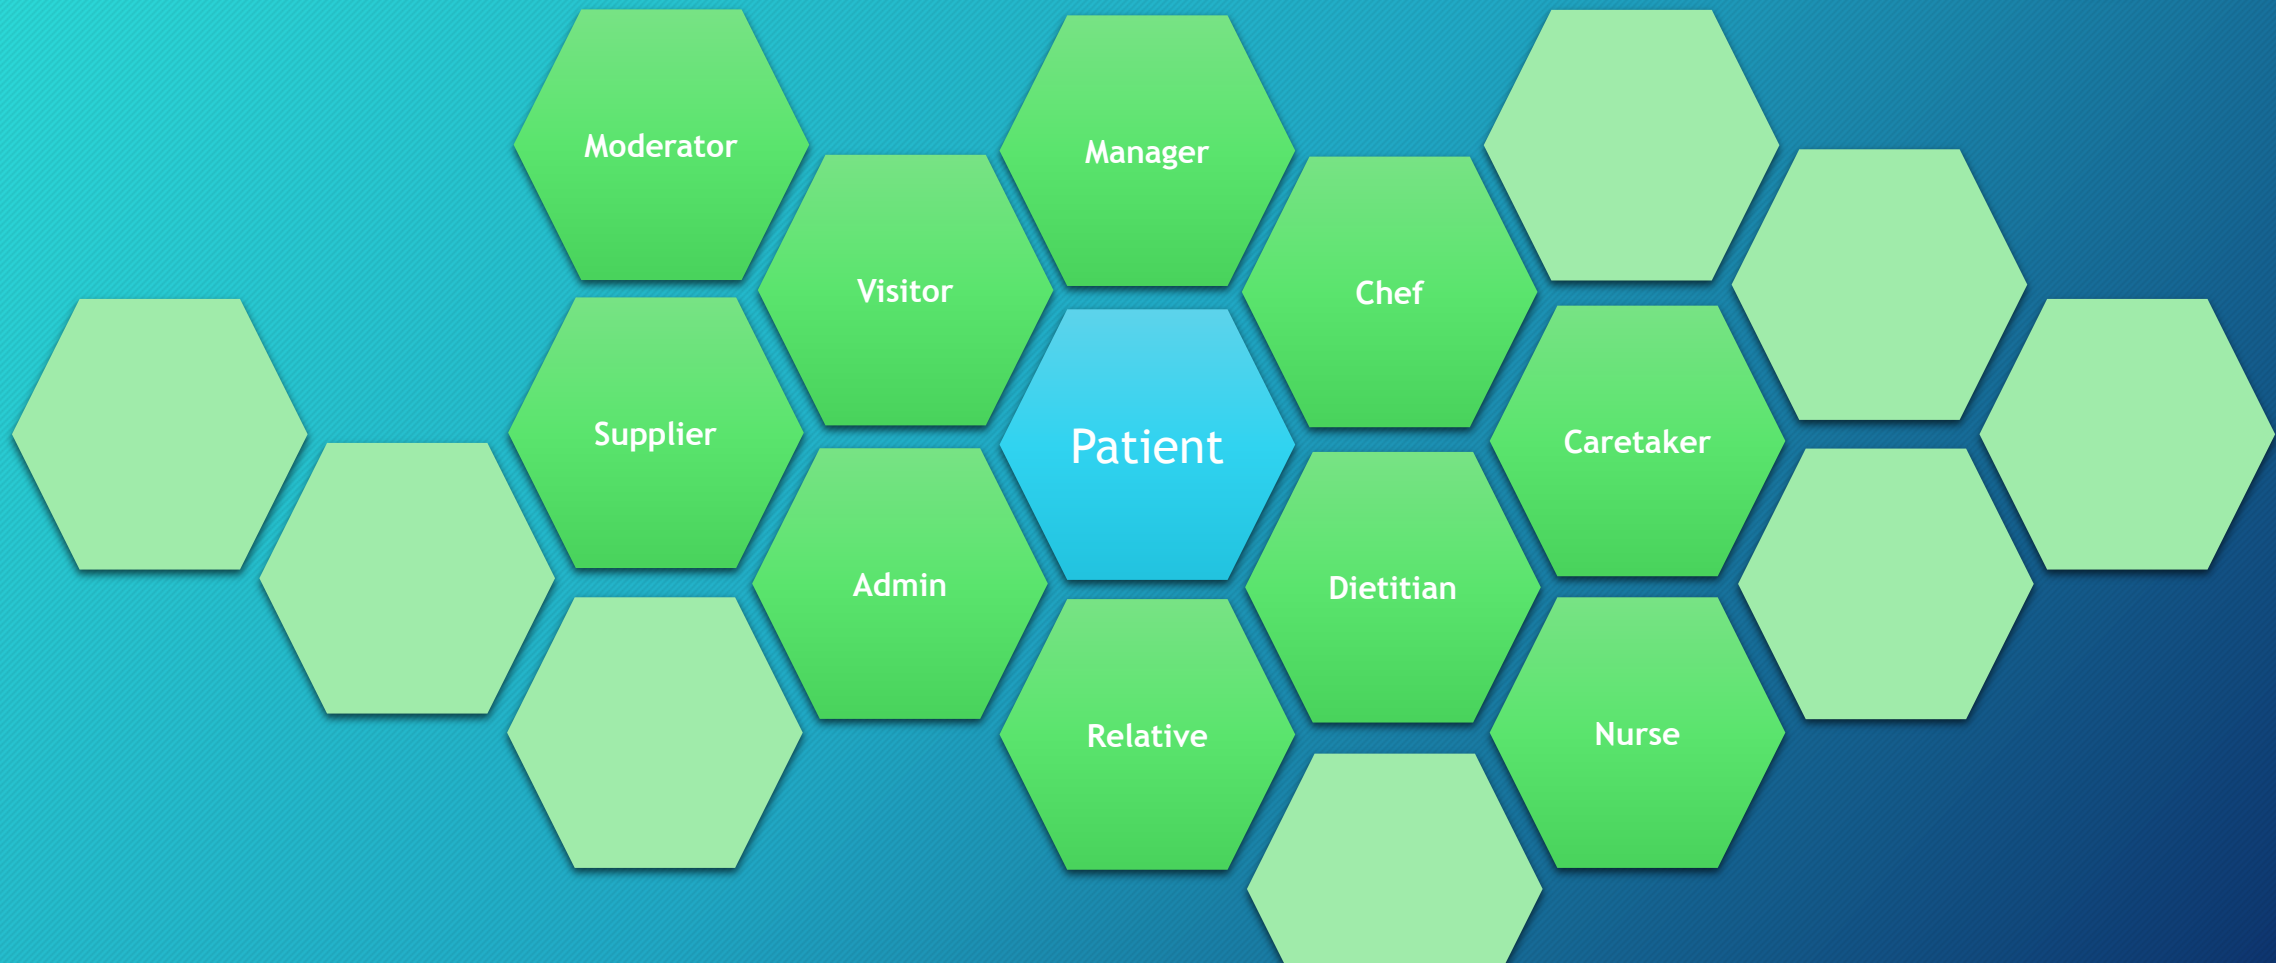 Moderator
Manager
Visitor
Chef
Supplier
Patient
Caretaker
Admin
Dietitian
Relative
Nurse